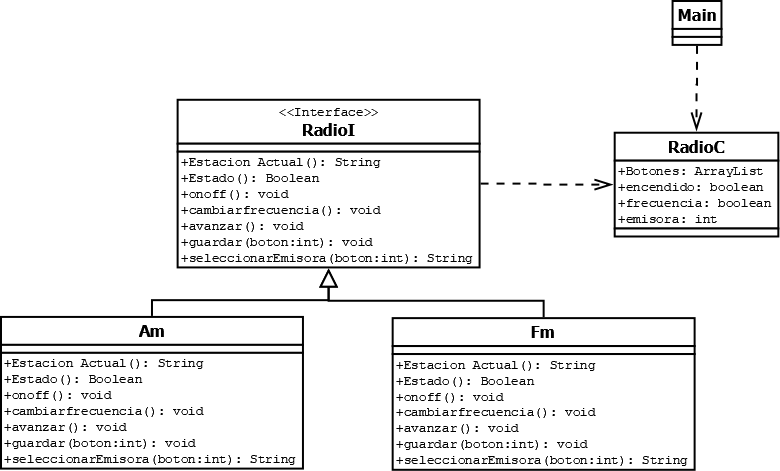 Main
<<Interface>>
RadioI
+Estacion Actual(): String
+Estado(): Boolean
+onoff(): void
+cambiarfrecuencia(): void
+avanzar(): void
+guardar(boton:int): void
+seleccionarEmisora(boton:int): String
RadioC
+Botones: ArrayList
+encendido: boolean
+frecuencia: boolean
+emisora: int
Am
+Estacion Actual(): String
+Estado(): Boolean
+onoff(): void
+cambiarfrecuencia(): void
+avanzar(): void
+guardar(boton:int): void
+seleccionarEmisora(boton:int): String
Fm
+Estacion Actual(): String
+Estado(): Boolean
+onoff(): void
+cambiarfrecuencia(): void
+avanzar(): void
+guardar(boton:int): void
+seleccionarEmisora(boton:int): String